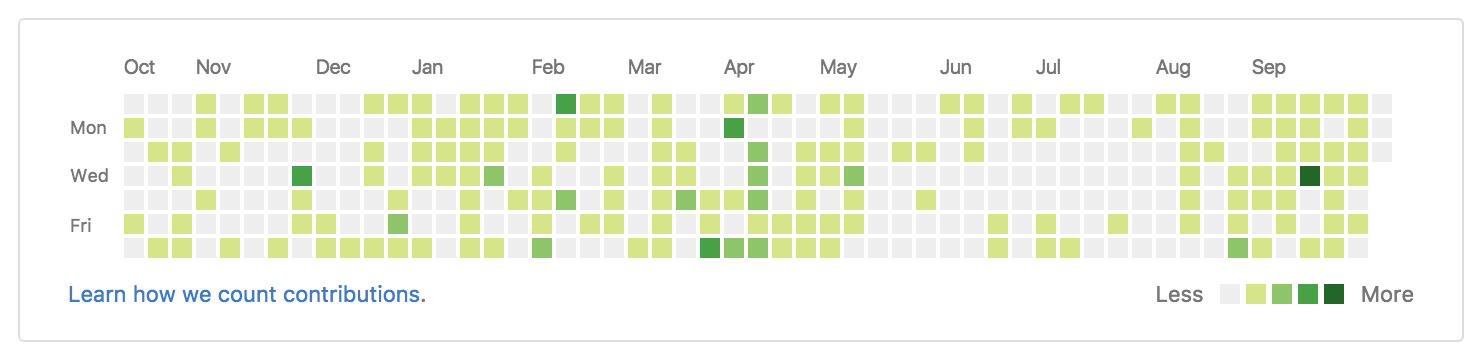 Oct Nov Dec Jan Feb Mar Apr May Jun Jul Aug Sep
Mon
Wed
Fri
Learn how we count contributions.
Less More